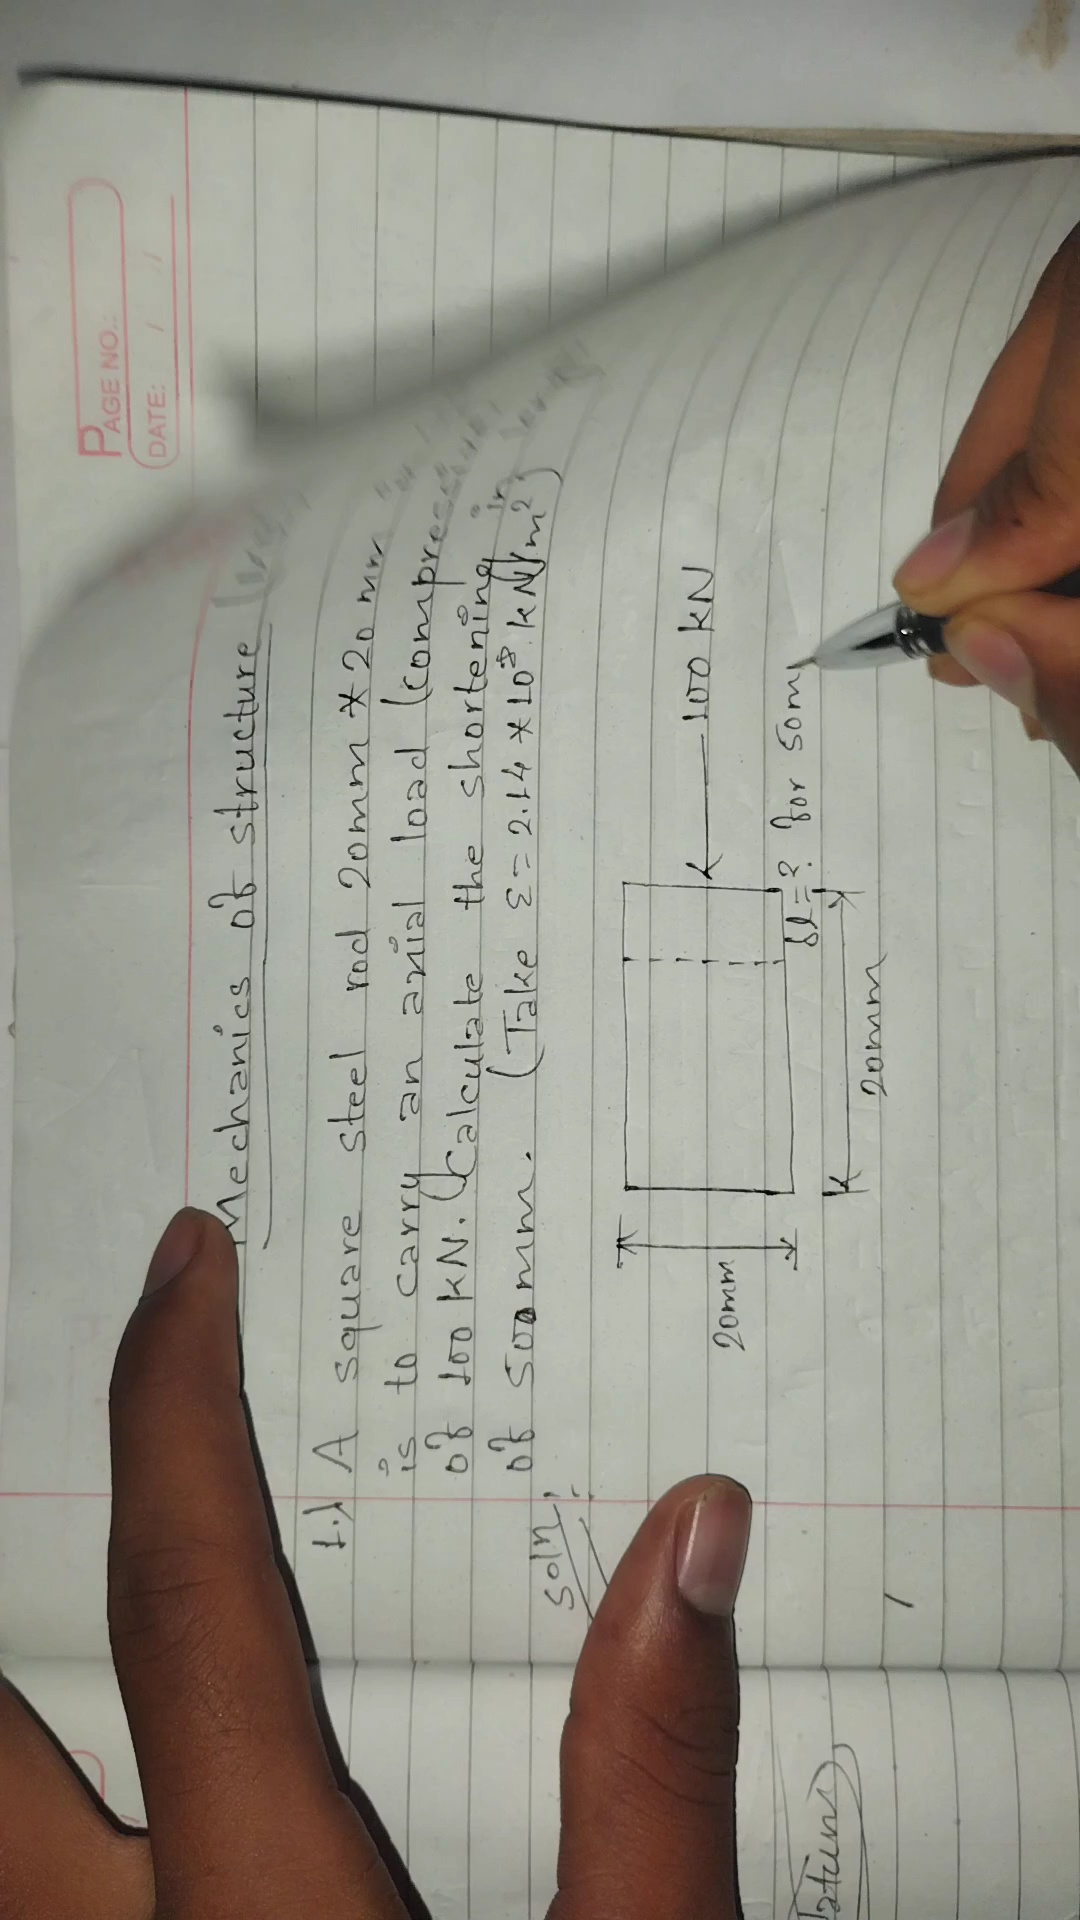 PAGE NO.:
DATE: / /
Mechanics of structure
1.) A square steel rod 20mm * 20mm
is to carry an axial load (compressive)
of 100 kN. Calculate the shortening in
of 500mm. (Take ε = 2.14 * 10⁸ kN/m²)
soln:
100 kN
δl = ? for 50m
20mm
20mm